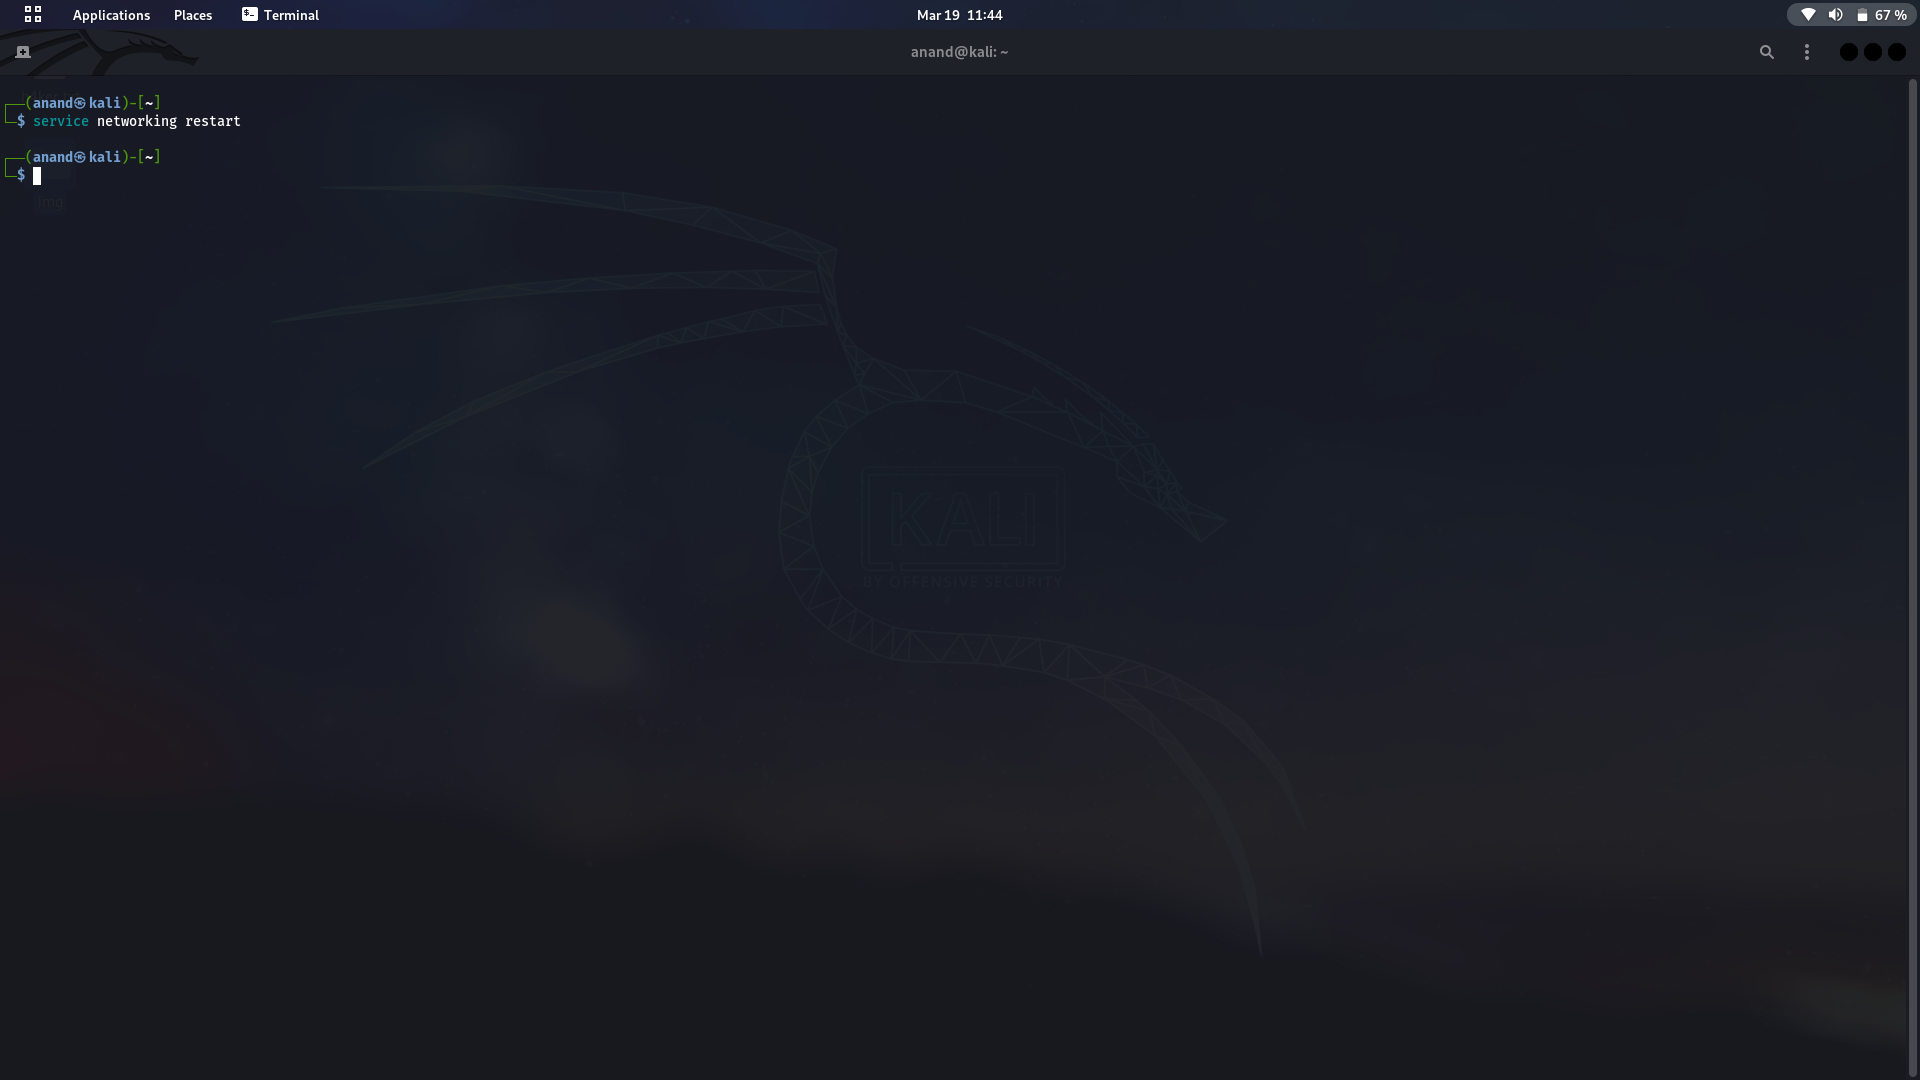 Applications Places Terminal Mar 19 11:44 67 %
anand@kali: ~
┌──(anand㉿kali)-[~]
└─$ service networking restart
┌──(anand㉿kali)-[~]
└─$
img
KALI
BY OFFENSIVE SECURITY